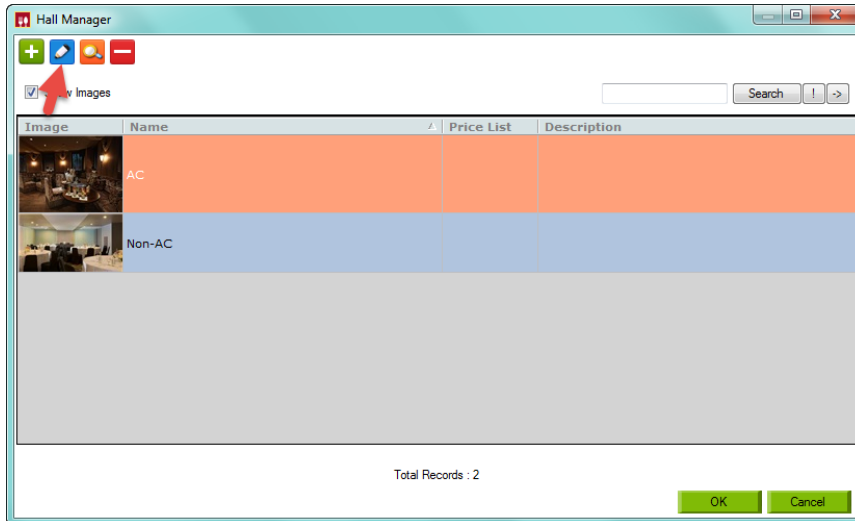 Hall Manager
Images
Search ! ->
Image Name Price List Description
AC
Non-AC
Total Records : 2
OK Cancel